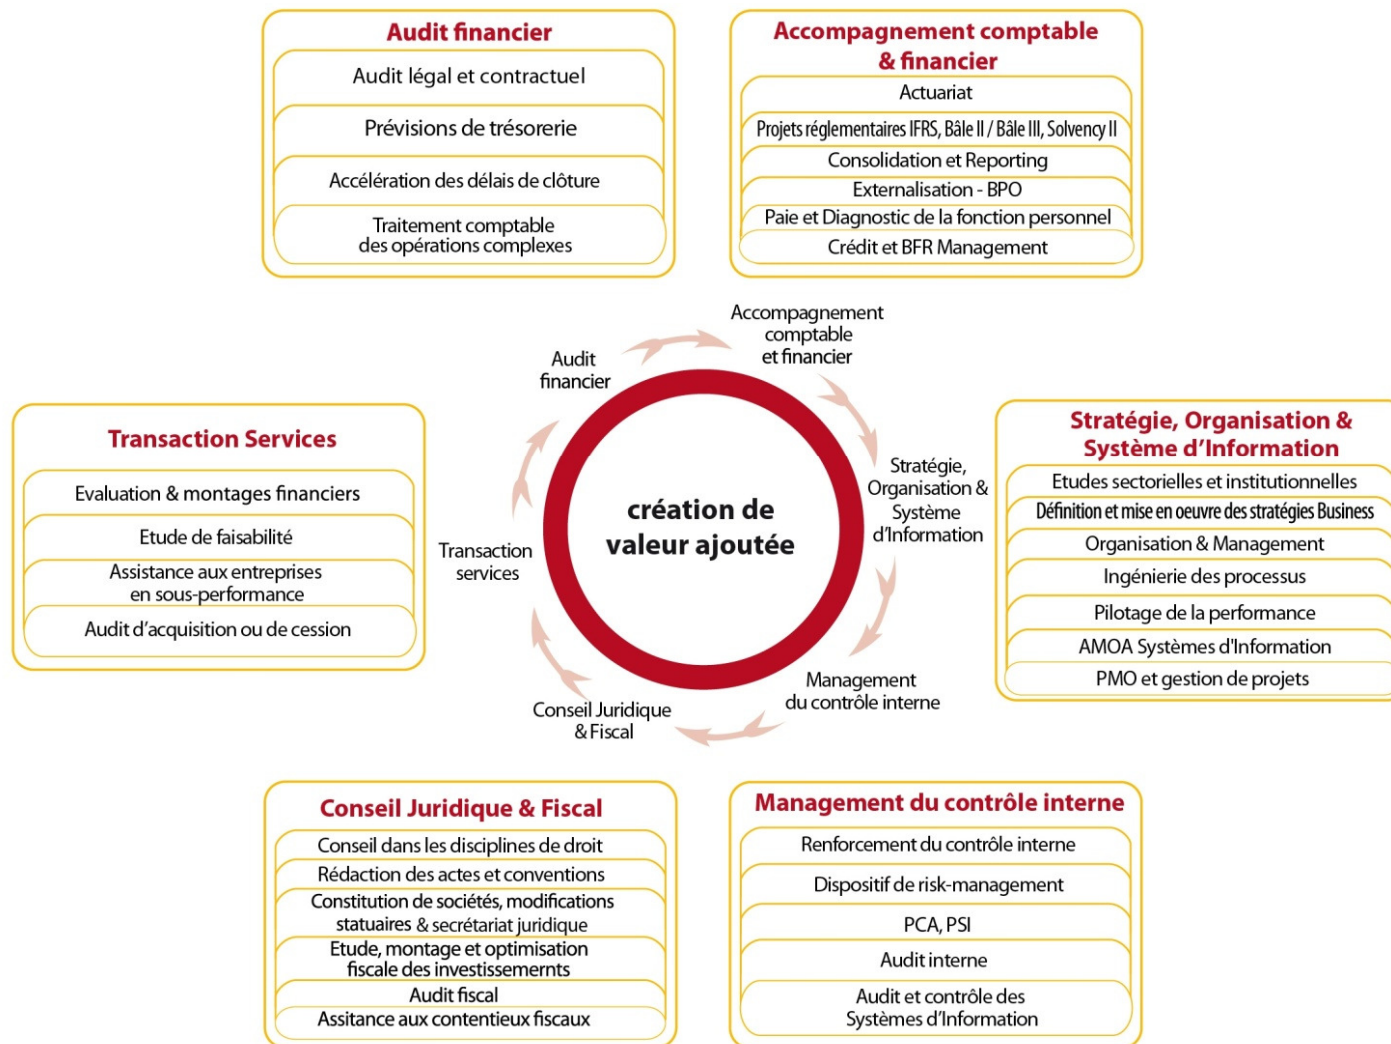 Audit financier
Audit légal et contractuel
Prévisions de trésorerie
Accélération des délais de clôture
Traitement comptable
des opérations complexes
Accompagnement comptable
& financier
Actuariat
Projets réglementaires IFRS, Bâle II / Bâle III, Solvency II
Consolidation et Reporting
Externalisation - BPO
Paie et Diagnostic de la fonction personnel
Crédit et BFR Management
Audit
financier
Accompagnement
comptable
et financier
Stratégie,
Organisation &
Système
d'Information
Management
du contrôle interne
Conseil Juridique
& Fiscal
Transaction
services
création de
valeur ajoutée
Transaction Services
Evaluation & montages financiers
Etude de faisabilité
Assistance aux entreprises
en sous-performance
Audit d'acquisition ou de cession
Stratégie, Organisation &
Système d'Information
Etudes sectorielles et institutionnelles
Définition et mise en oeuvre des stratégies Business
Organisation & Management
Ingénierie des processus
Pilotage de la performance
AMOA Systèmes d'Information
PMO et gestion de projets
Conseil Juridique & Fiscal
Conseil dans les disciplines de droit
Rédaction des actes et conventions
Constitution de sociétés, modifications
statuaires & secrétariat juridique
Etude, montage et optimisation
fiscale des investissemernts
Audit fiscal
Assitance aux contentieux fiscaux
Management du contrôle interne
Renforcement du contrôle interne
Dispositif de risk-management
PCA, PSI
Audit interne
Audit et contrôle des
Systèmes d'Information